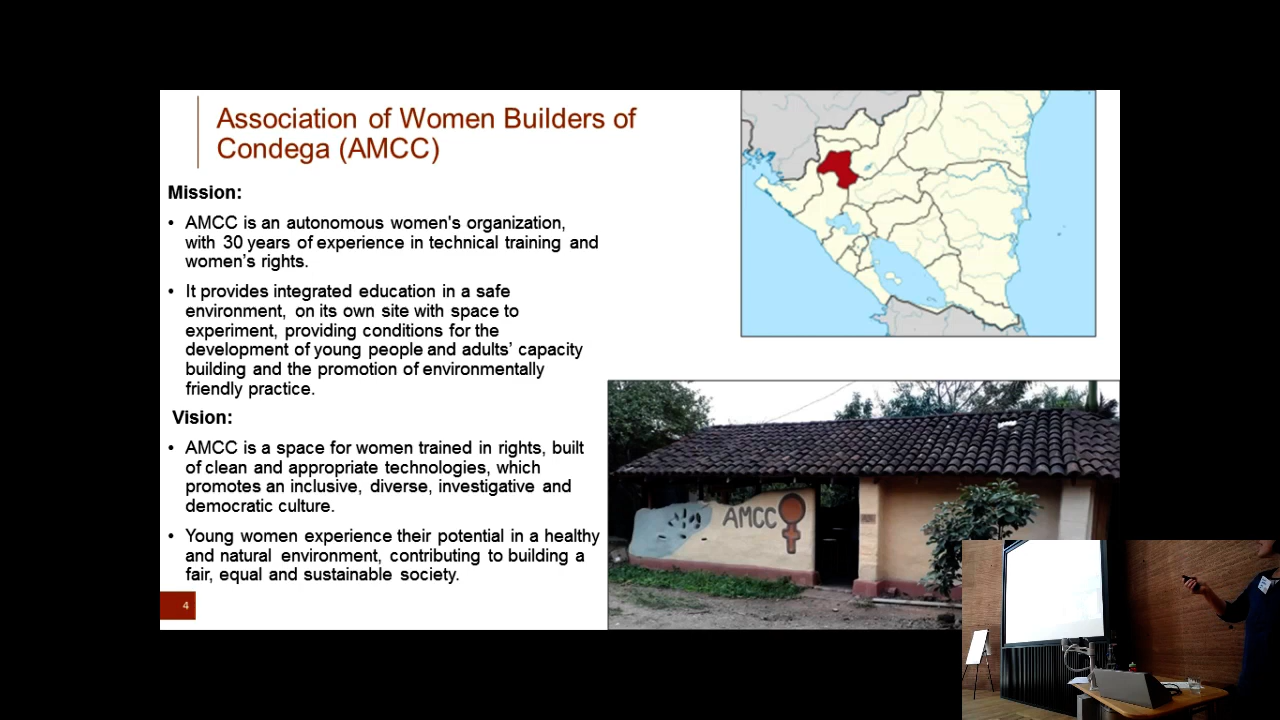 Association of Women Builders of
Condega (AMCC)
Mission:
• AMCC is an autonomous women's organization,
with 30 years of experience in technical training and
women's rights.
• It provides integrated education in a safe
environment, on its own site with space to
experiment, providing conditions for the
development of young people and adults' capacity
building and the promotion of environmentally
friendly practice.
Vision:
• AMCC is a space for women trained in rights, built
of clean and appropriate technologies, which
promotes an inclusive, diverse, investigative and
democratic culture.
• Young women experience their potential in a healthy
and natural environment, contributing to building a
fair, equal and sustainable society.
4
AMCC